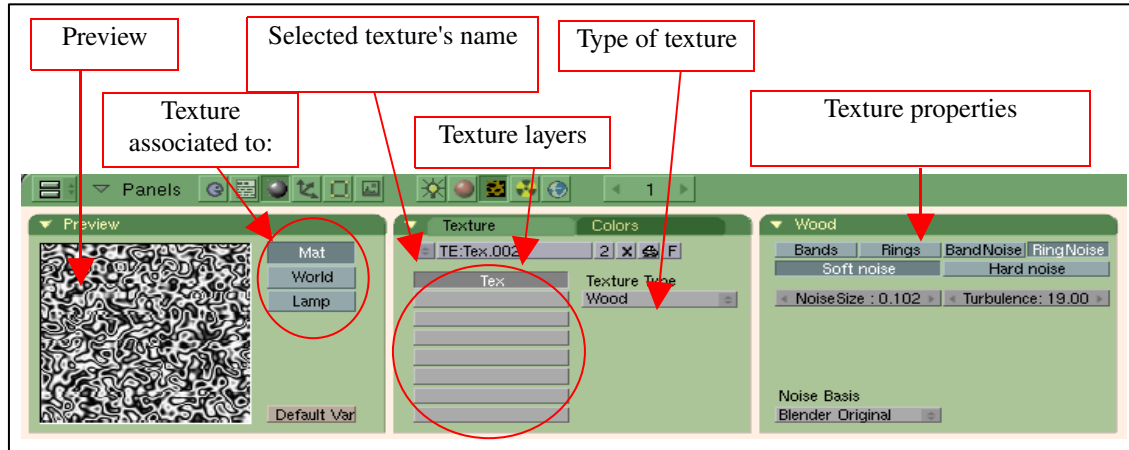 Preview
Selected texture's name
Type of texture
Texture
associated to:
Texture layers
Texture properties
Panels
1
Preview
Mat
World
Lamp
Default Var
Texture
Colors
TE:Tex.002
2
X
F
Tex
Texture Type
Wood
Wood
Bands
Rings
BandNoise
RingNoise
Soft noise
Hard noise
NoiseSize : 0.102
Turbulence: 19.00
Noise Basis
Blender Original